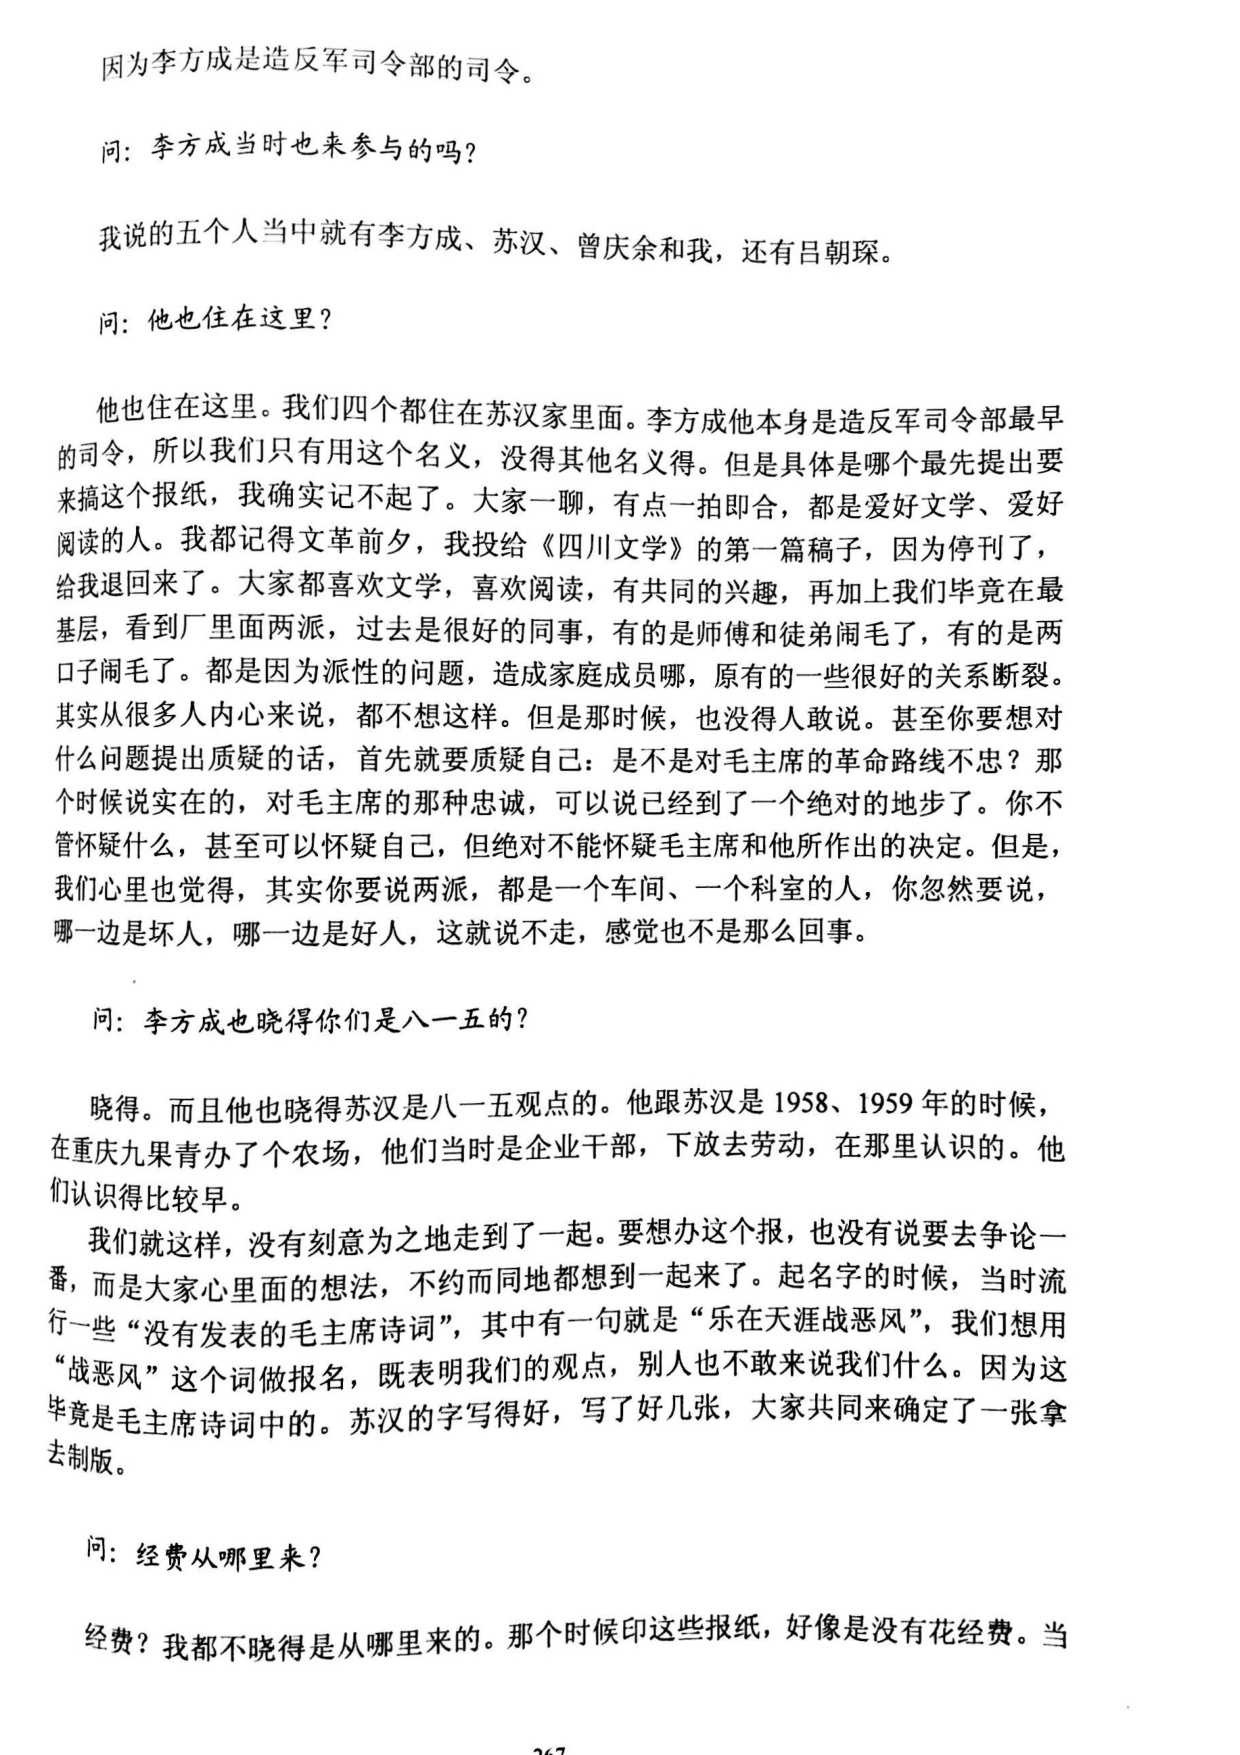 因为李方成是造反军司令部的司令。
问：李方成当时也来参与的吗？
我说的五个人当中就有李方成、苏汉、曾庆余和我，还有吕朝琛。
问：他也住在这里？
他也住在这里。我们四个都住在苏汉家里面。李方成他本身是造反军司令部最早
的司令，所以我们只有用这个名义，没得其他名义得。但是具体是哪个最先提出要
来搞这个报纸，我确实记不起了。大家一聊，有点一拍即合，都是爱好文学、爱好
阅读的人。我都记得文革前夕，我投给《四川文学》的第一篇稿子，因为停刊了，
给我退回来了。大家都喜欢文学，喜欢阅读，有共同的兴趣，再加上我们毕竟在最
基层，看到厂里面两派，过去是很好的同事，有的是师傅和徒弟闹毛了，有的是两
口子闹毛了。都是因为派性的问题，造成家庭成员哪，原有的一些很好的关系断裂。
其实从很多人内心来说，都不想这样。但是那时候，也没得人敢说。甚至你要想对
什么问题提出质疑的话，首先就要质疑自己：是不是对毛主席的革命路线不忠？那
个时候说实在的，对毛主席的那种忠诚，可以说已经到了一个绝对的地步了。你不
管怀疑什么，甚至可以怀疑自己，但绝对不能怀疑毛主席和他所作出的决定。但是，
我们心里也觉得，其实你要说两派，都是一个车间、一个科室的人，你忽然要说，
哪一边是坏人，哪一边是好人，这就说不走，感觉也不是那么回事。
问：李方成也晓得你们是八一五的？
晓得。而且他也晓得苏汉是八一五观点的。他跟苏汉是 1958、1959 年的时候，
在重庆九果青办了个农场，他们当时是企业干部，下放去劳动，在那里认识的。他
们认识得比较早。
我们就这样，没有刻意为之地走到了一起。要想办这个报，也没有说要去争论一
番，而是大家心里面的想法，不约而同地都想到一起来了。起名字的时候，当时流
行一些“没有发表的毛主席诗词”，其中有一句就是“乐在天涯战恶风”，我们想用
“战恶风”这个词做报名，既表明我们的观点，别人也不敢来说我们什么。因为这
毕竟是毛主席诗词中的。苏汉的字写得好，写了好几张，大家共同来确定了一张拿
去制版。
问：经费从哪里来？
经费？我都不晓得是从哪里来的。那个时候印这些报纸，好像是没有花经费。当
267